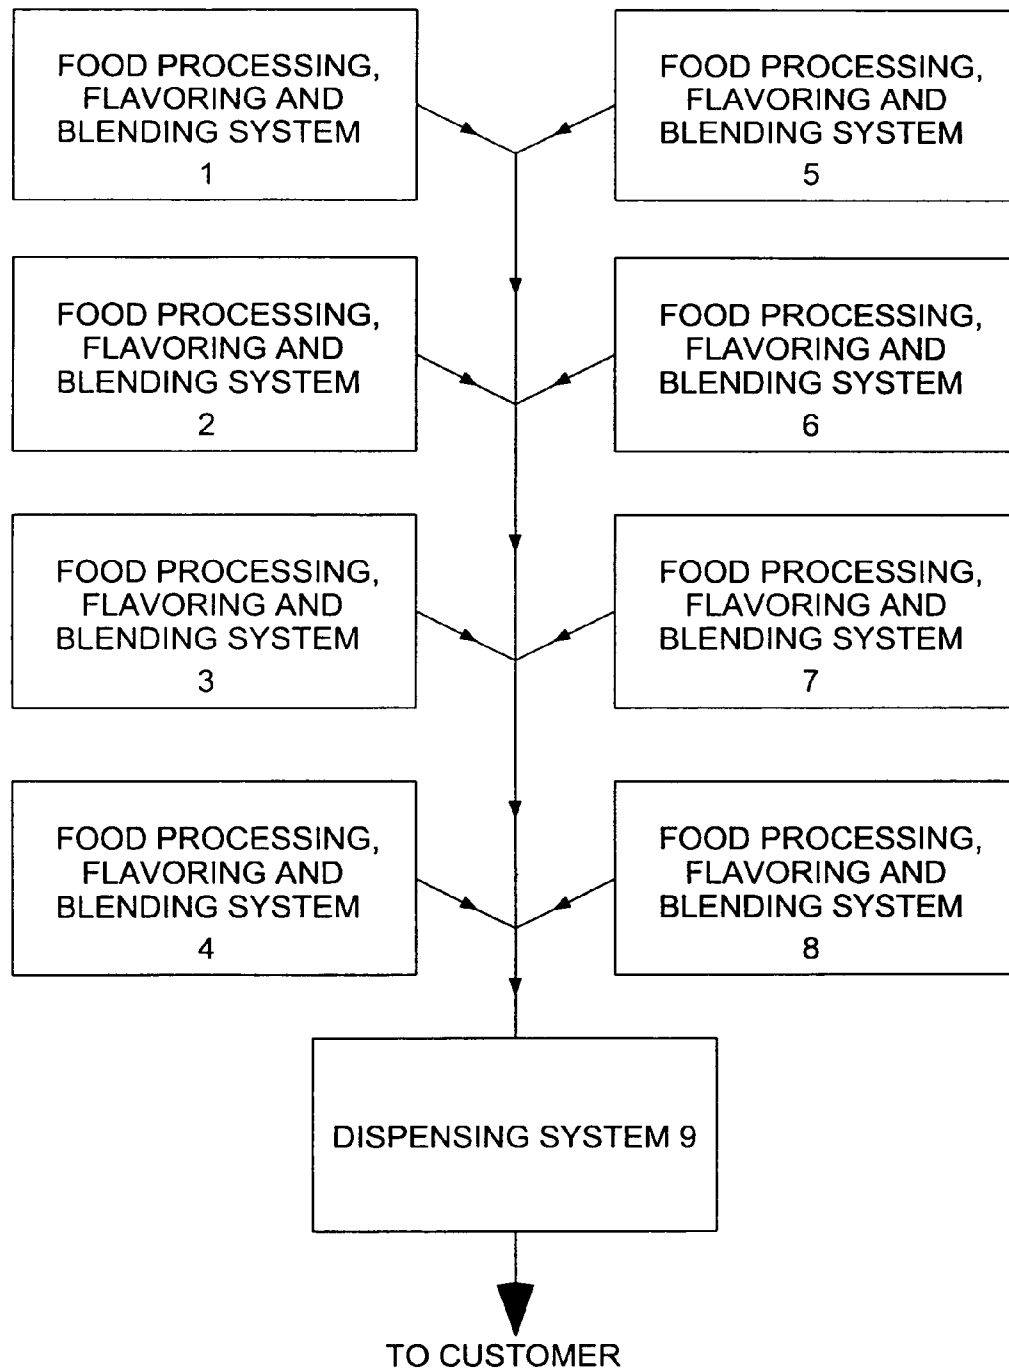 FOOD PROCESSING,
FLAVORING AND
BLENDING SYSTEM
1
FOOD PROCESSING,
FLAVORING AND
BLENDING SYSTEM
5
FOOD PROCESSING,
FLAVORING AND
BLENDING SYSTEM
2
FOOD PROCESSING,
FLAVORING AND
BLENDING SYSTEM
6
FOOD PROCESSING,
FLAVORING AND
BLENDING SYSTEM
3
FOOD PROCESSING,
FLAVORING AND
BLENDING SYSTEM
7
FOOD PROCESSING,
FLAVORING AND
BLENDING SYSTEM
4
FOOD PROCESSING,
FLAVORING AND
BLENDING SYSTEM
8
DISPENSING SYSTEM 9
TO CUSTOMER